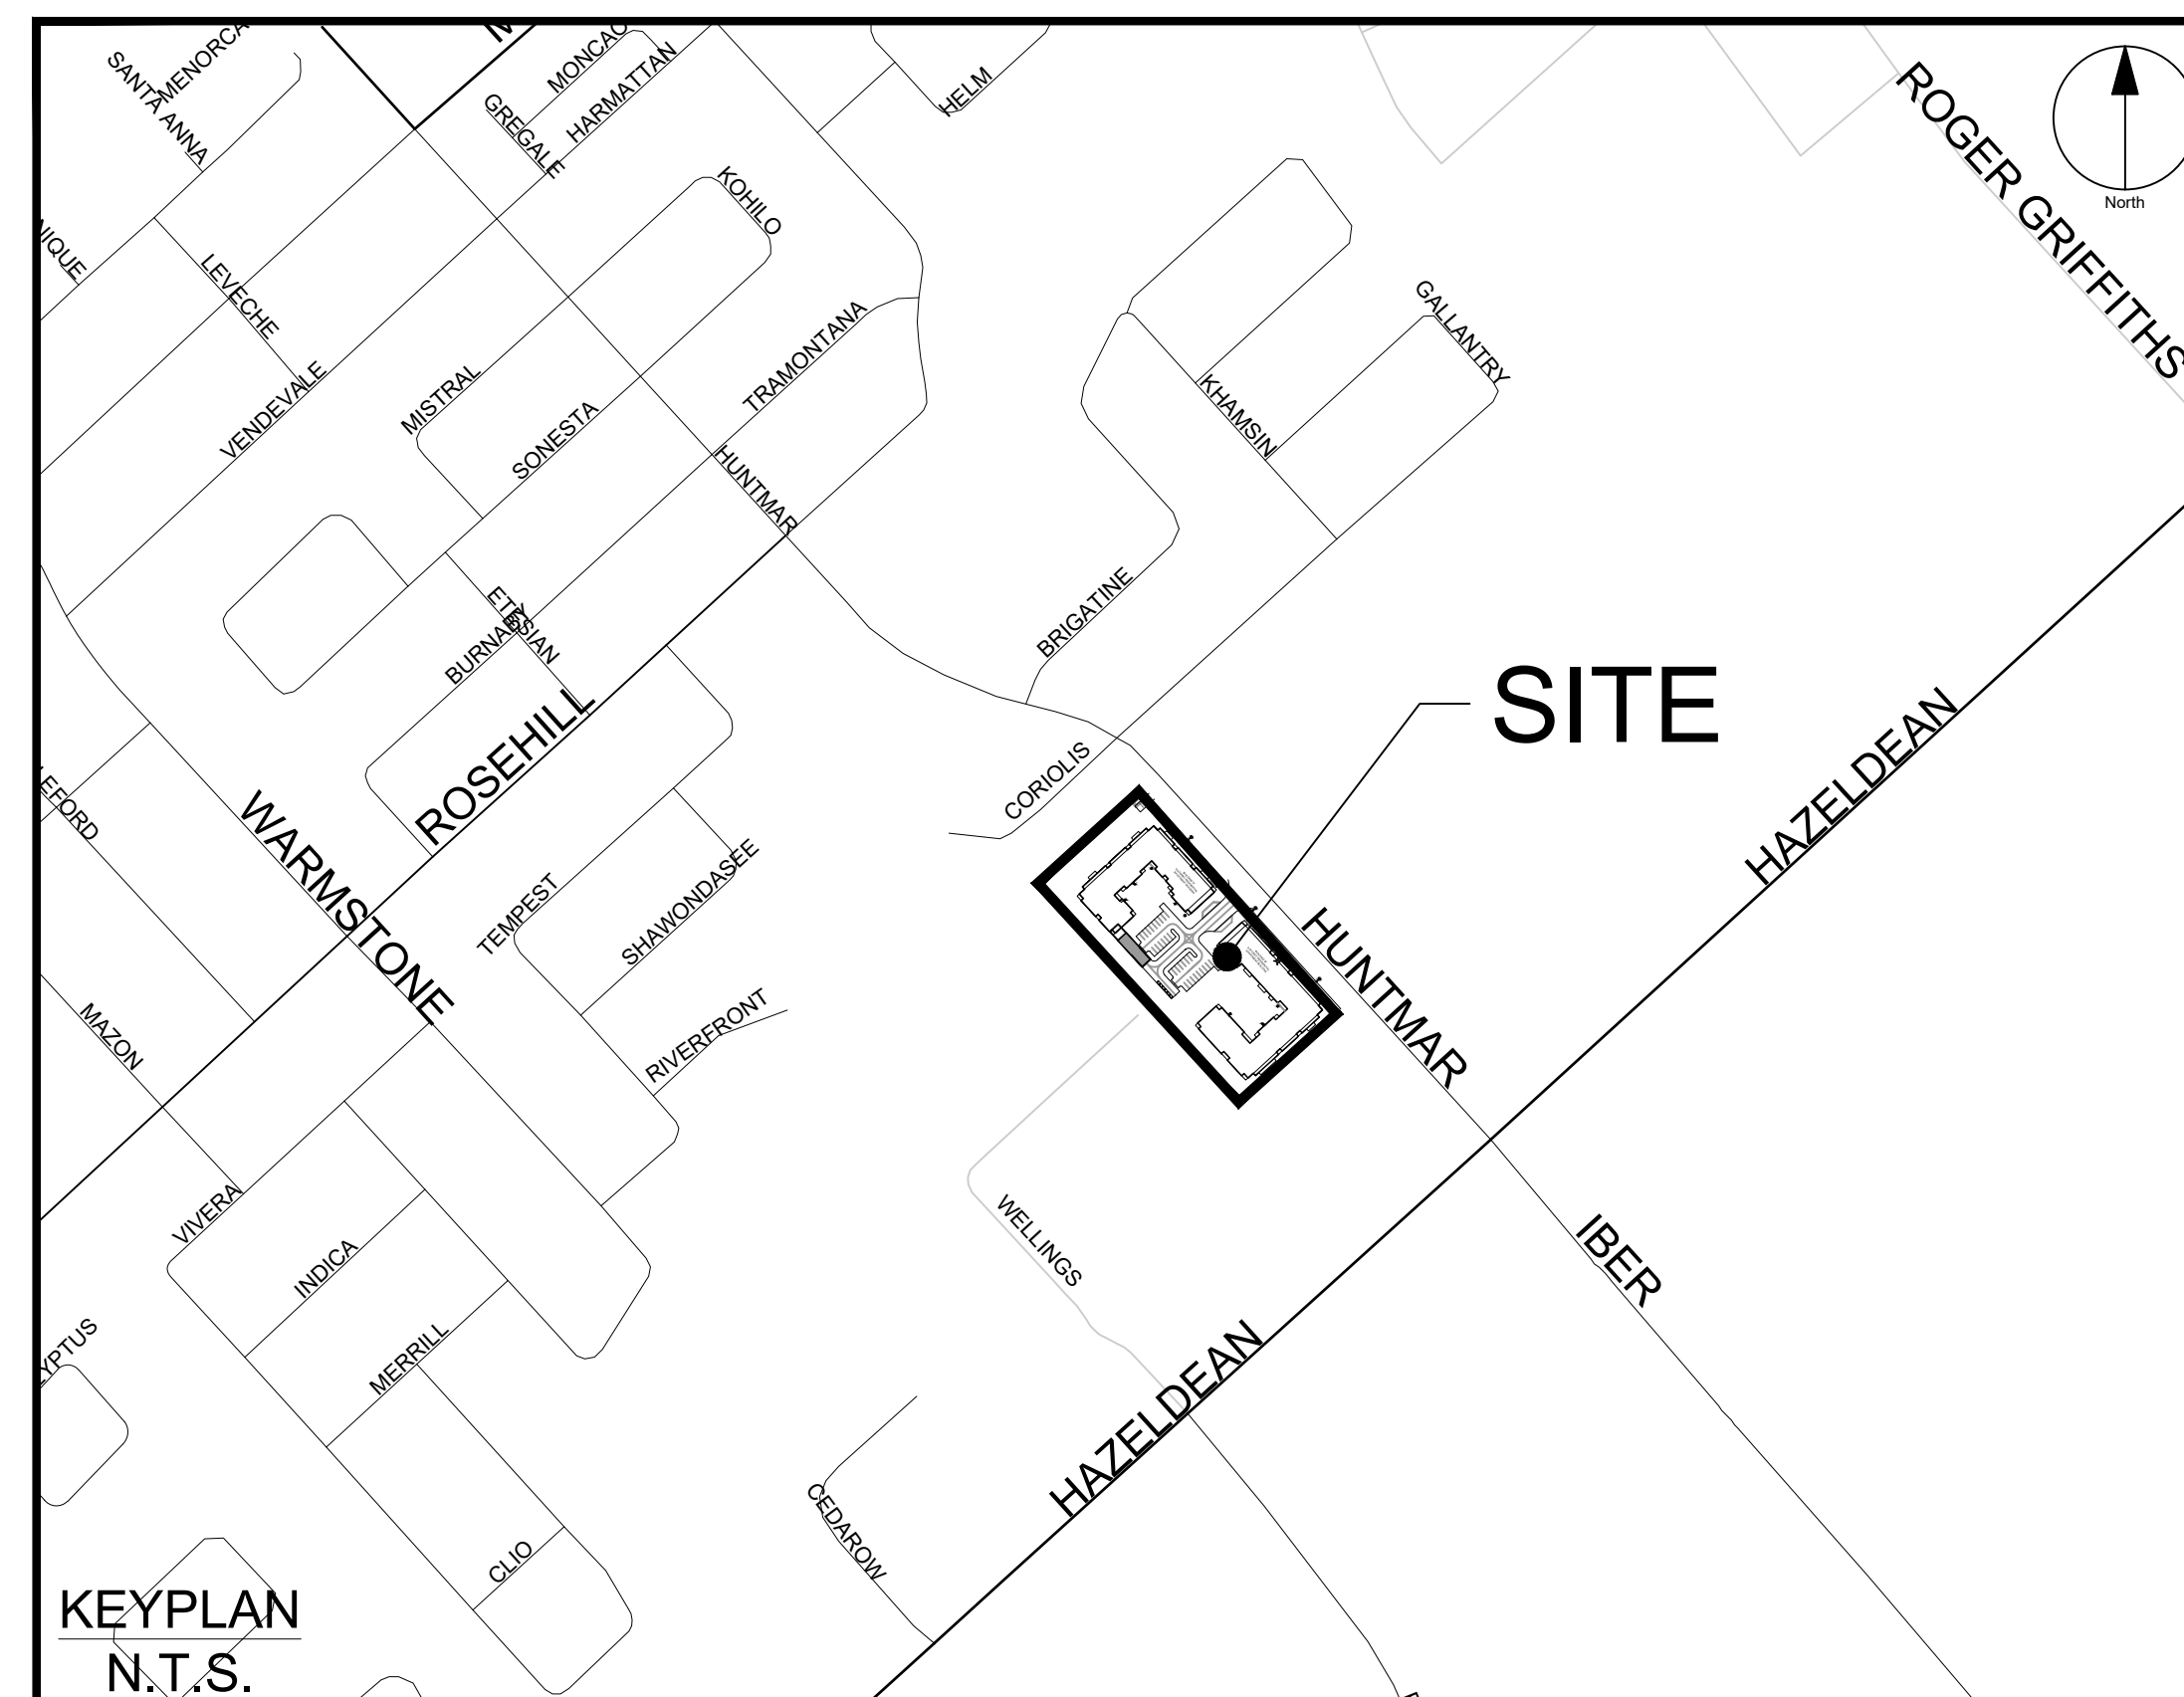 MENORCA
SANTA ANNA
MONCAO
HARMATTAN
GREGALE
HELM
ROGER GRIFFITHS
North
KOHILO
LEVECHE
GALLANTRY
TRAMONTANA
VENDEVALE
MISTRAL
SONESTA
KHAMSIN
HUNTMAR
ETESIAN
BRIGATINE
SITE
ROSEHILL
HAZELDEAN
CORIOLIS
WARMSTONE
TEMPEST
SHAWONDASEE
HUNTMAR
RIVERFRONT
MAZON
VIVERA
INDICA
WELLINGS
IBER
MERRILL
HAZELDEAN
CEDAROW
CLIO
KEYPLAN
N.T.S.